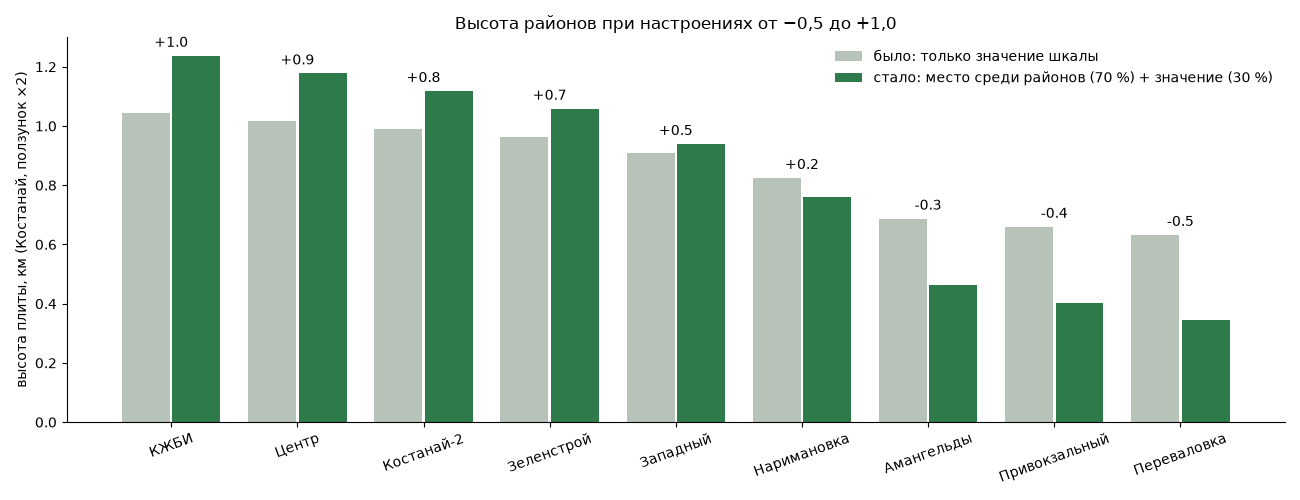 Высота районов при настроениях от −0,5 до +1,0
было: только значение шкалы
стало: место среди районов (70 %) + значение (30 %)
высота плиты, км (Костанай, ползунок ×2)
1.2
1.0
0.8
0.6
0.4
0.2
0.0
+1.0
+0.9
+0.8
+0.7
+0.5
+0.2
-0.3
-0.4
-0.5
КЖБИ
Центр
Костанай-2
Зеленстрой
Западный
Наримановка
Амангельды
Привокзальный
Переваловка